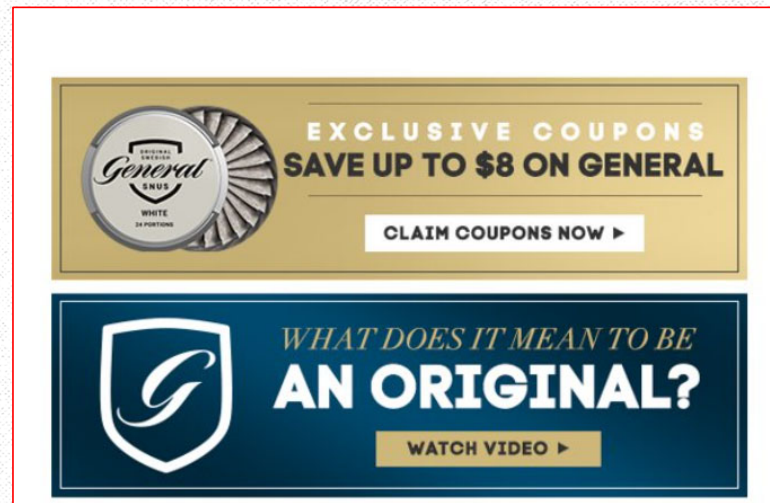 ORIGINAL
SWEDISH
General
SNUS
WHITE
24 PORTIONS
EXCLUSIVE COUPONS
SAVE UP TO $8 ON GENERAL
CLAIM COUPONS NOW ►
G
WHAT DOES IT MEAN TO BE
AN ORIGINAL?
WATCH VIDEO ►